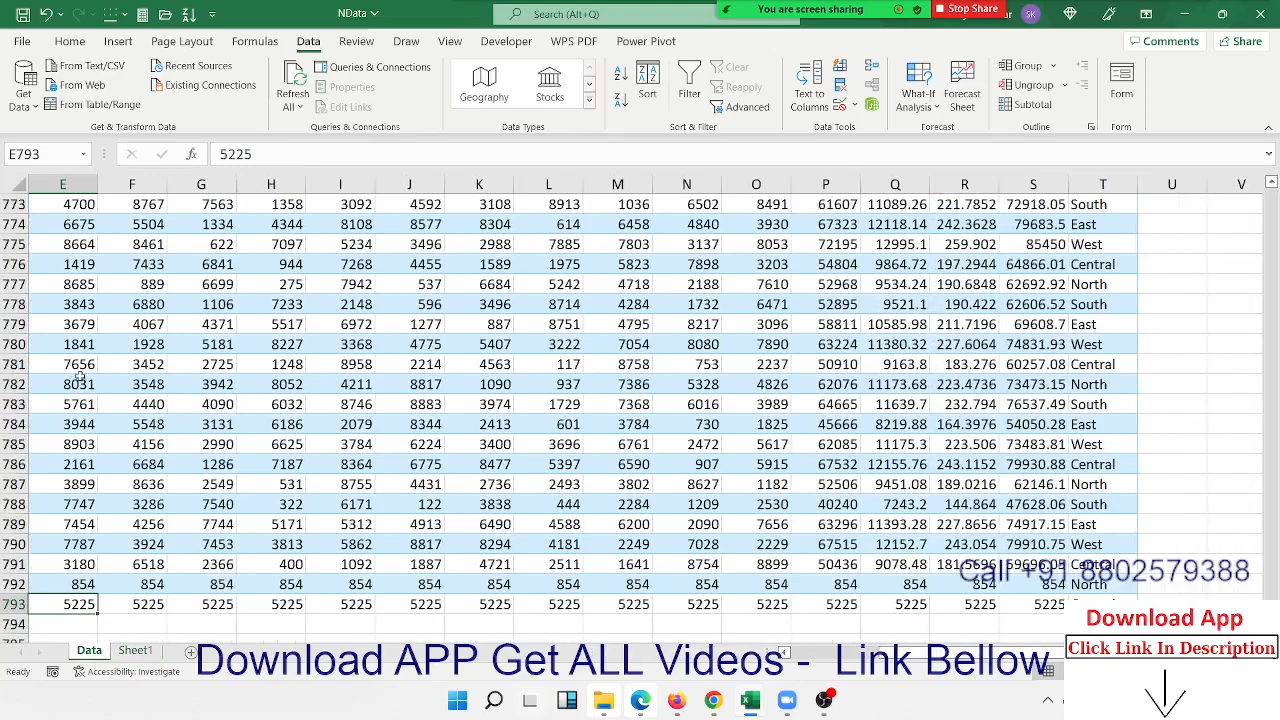 NData
Search (Alt+Q)
You are screen sharing
Stop Share
SK
File Home Insert Page Layout Formulas Data Review Draw View Developer WPS PDF Power Pivot
Comments Share
Get Data
From Text/CSV
From Web
From Table/Range
Recent Sources
Existing Connections
Get & Transform Data
Refresh All
Queries & Connections
Properties
Edit Links
Queries & Connections
Geography
Stocks
Data Types
Sort
Filter
Clear
Reapply
Advanced
Sort & Filter
Text to Columns
Data Tools
What-If Analysis
Forecast Sheet
Forecast
Group
Ungroup
Subtotal
Outline
Form
Form
E793
fx
5225
E F G H I J K L M N O P Q R S T U V
773 4700 8767 7563 1358 3092 4592 3108 8913 1036 6502 8491 61607 11089.26 221.7852 72918.05 South
774 6675 5504 1334 4344 8108 8577 8304 614 6458 4840 3930 67323 12118.14 242.3628 79683.5 East
775 8664 8461 622 7097 5234 3496 2988 7885 7803 3137 8053 72195 12995.1 259.902 85450 West
776 1419 7433 6841 944 7268 4455 1589 1975 5823 7898 3203 54804 9864.72 197.2944 64866.01 Central
777 8685 889 6699 275 7942 537 6684 5242 4718 2188 7610 52968 9534.24 190.6848 62692.92 North
778 3843 6880 1106 7233 2148 596 3496 8714 4284 1732 6471 52895 9521.1 190.422 62606.52 South
779 3679 4067 4371 5517 6972 1277 887 8751 4795 8217 3096 58811 10585.98 211.7196 69608.7 East
780 1841 1928 5181 8227 3368 4775 5407 3222 7054 8080 7890 63224 11380.32 227.6064 74831.93 West
781 7656 3452 2725 1248 8958 2214 4563 117 8758 753 2237 50910 9163.8 183.276 60257.08 Central
782 8031 3548 3942 8052 4211 8817 1090 937 7386 5328 4826 62076 11173.68 223.4736 73473.15 North
783 5761 4440 4090 6032 8746 8883 3974 1729 7368 6016 3989 64665 11639.7 232.794 76537.49 South
784 3944 5548 3131 6186 2079 8344 2413 601 3784 730 1825 45666 8219.88 164.3976 54050.28 East
785 8903 4156 2990 6625 3784 6224 3400 3696 6761 2472 5617 62085 11175.3 223.506 73483.81 West
786 2161 6684 1286 7187 8364 6775 8477 5397 6590 907 5915 67532 12155.76 243.1152 79930.88 Central
787 3899 8636 2549 531 8755 4431 2736 2493 3802 8627 1182 52506 9451.08 189.0216 62146.1 North
788 7747 3286 7540 322 6171 122 3838 444 2284 1209 2530 40240 7243.2 144.864 47628.06 South
789 7454 4256 7744 5171 5312 4913 6490 4588 6200 2090 7656 63296 11393.28 227.8656 74917.15 East
790 7787 3924 7453 3813 5862 8817 8294 4181 2249 7028 2229 67515 12152.7 243.054 79910.75 West
791 3180 6518 2366 400 1092 1887 4721 2511 1641 8754 8899 50436 9078.48 59696.05 Central
792 854 854 854 854 854 854 854 854 854 854 854 854 854 854 854 North
793 5225 5225 5225 5225 5225 5225 5225 5225 5225 5225 5225 5225 5225 5225 5225
794
Call +91 8802579388
Download App
Click Link In Description
Data Sheet1
Download APP Get ALL Videos - Link Bellow
Ready
Accessibility: Investigate